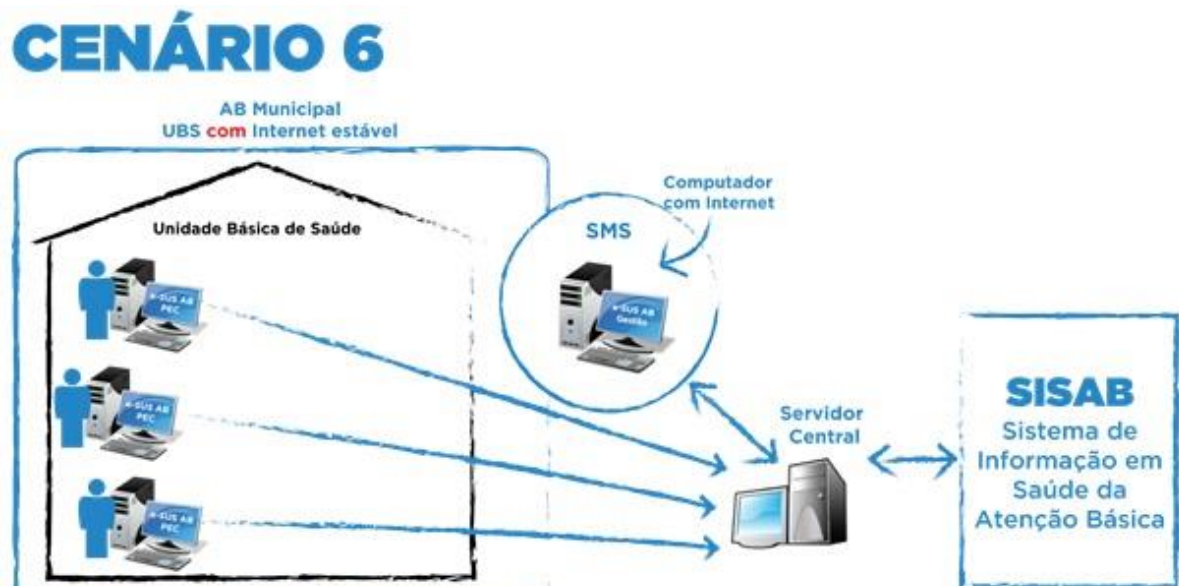 CENÁRIO 6
AB Municipal
UBS com Internet estável
Unidade Básica de Saúde
e-SUS AB
PEC
e-SUS AB
PEC
e-SUS AB
PEC
SMS
Computador
com Internet
e-SUS AB
Gestão
Servidor
Central
SISAB
Sistema de
Informação em
Saúde da
Atenção Básica